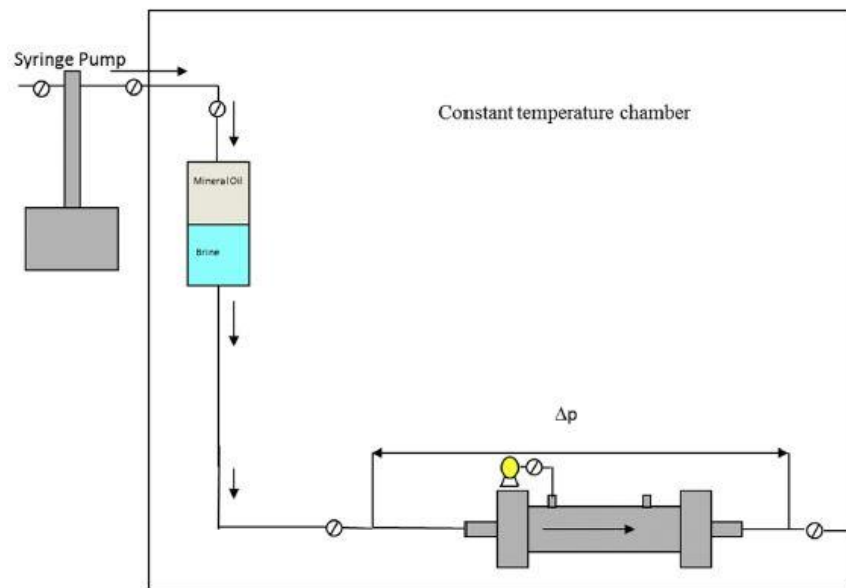 Syringe Pump
Constant temperature chamber
Mineral Oil
Brine
Δp